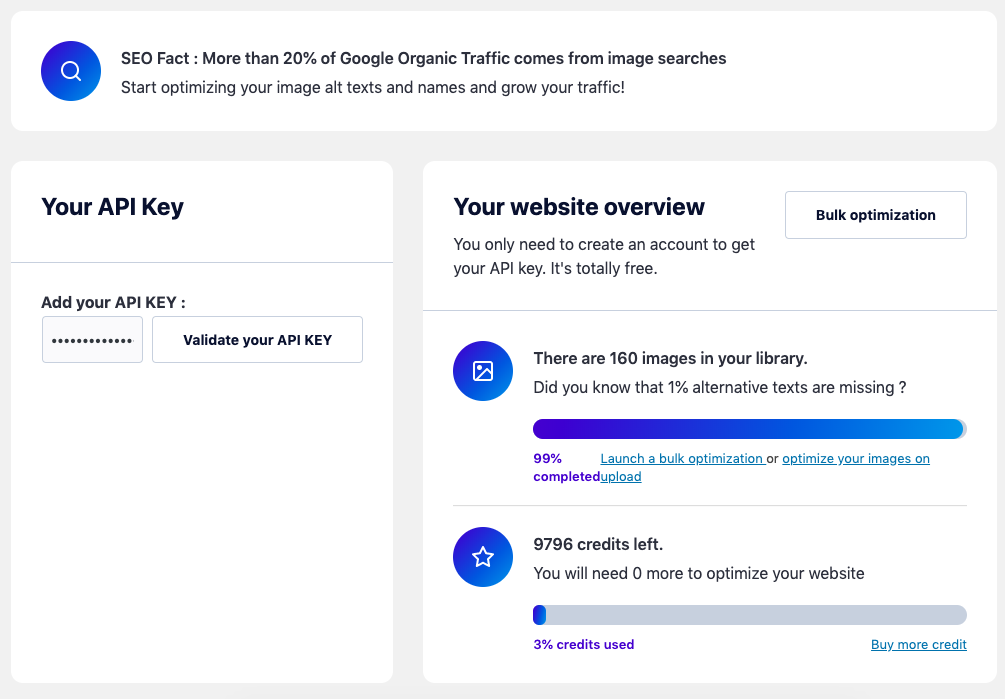 SEO Fact : More than 20% of Google Organic Traffic comes from image searches
Start optimizing your image alt texts and names and grow your traffic!
Your API Key
Add your API KEY :
•••••••••••••
Validate your API KEY
Your website overview
You only need to create an account to get
your API key. It's totally free.
Bulk optimization
There are 160 images in your library.
Did you know that 1% alternative texts are missing ?
99%
completed
Launch a bulk optimization or optimize your images on
upload
9796 credits left.
You will need 0 more to optimize your website
3% credits used
Buy more credit